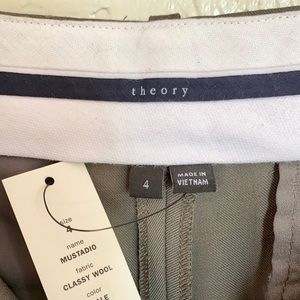 theory
4
MADE IN
VIETNAM
size
4
name
MUSTADIO
fabric
CLASSY WOOL
color